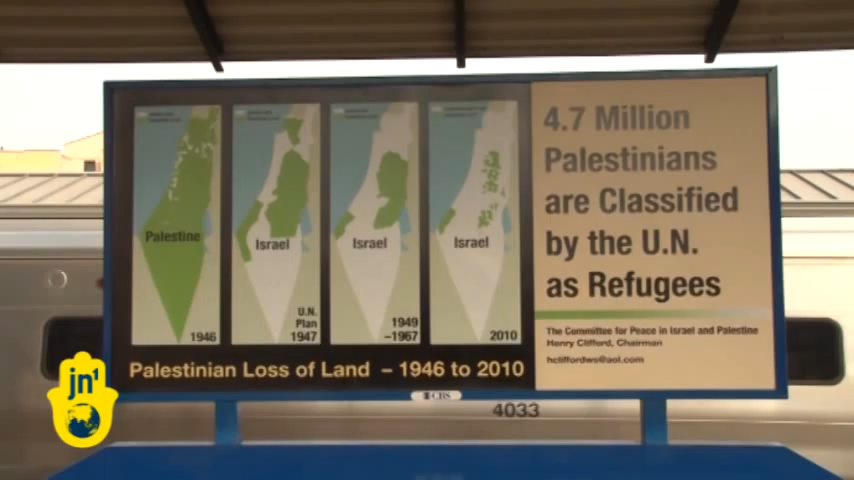 Palestine
1946
Israel
U.N.
Plan
1947
Israel
1949
–1967
Israel
2010
Palestinian Loss of Land – 1946 to 2010
4.7 Million
Palestinians
are Classified
by the U.N.
as Refugees
The Committee for Peace in Israel and Palestine
Henry Clifford, Chairman
hcliffordws@aol.com
CBS
4033
jn1